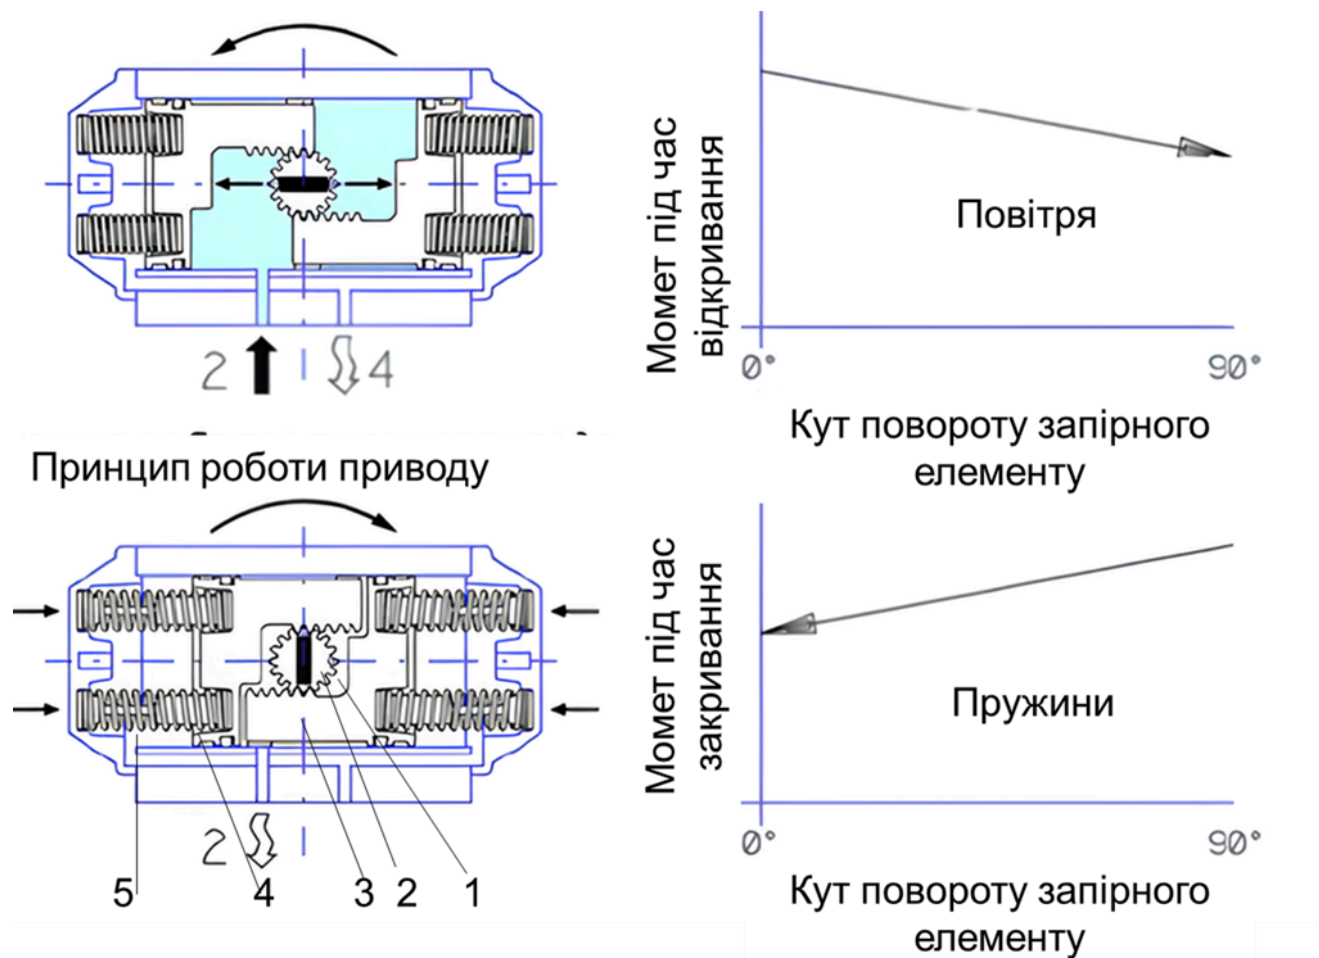 Момет під час
відкривання
Повітря
0°
90°
2
4
Кут повороту запірного
елементу
Принцип роботи приводу
Момет під час
закривання
Пружини
0°
90°
2
5
4
3
2
1
Кут повороту запірного
елементу